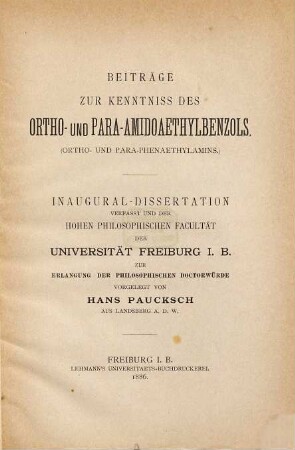 BEITRÄGE
ZUR KENNTNISS DES
ORTHO- UND PARA-AMIDOAETHYLBENZOLS.
(ORTHO- UND PARA-PHENAETHYLAMINS.)
INAUGURAL-DISSERTATION
VERFASST UND DER
HOHEN PHILOSOPHISCHEN FACULTÄT
DER
UNIVERSITÄT FREIBURG I. B.
ZUR
ERLANGUNG DER PHILOSOPHISCHEN DOCTORWÜRDE
VORGELEGT VON
HANS PAUCKSCH
AUS LANDSBERG A. D. W.
FREIBURG I. B.
LEHMANN'S UNIVERSITAETS-BUCHDRUCKEREI.
1886.